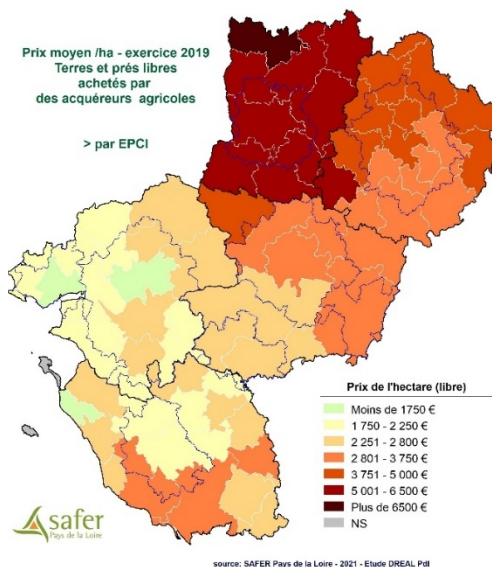 Prix moyen /ha - exercice 2019
Terres et prés libres
achetés par
des acquéreurs agricoles
> par EPCI
Prix de l'hectare (libre)
Moins de 1750 €
1 750 - 2 250 €
2 251 - 2 800 €
2 801 - 3 750 €
3 751 - 5 000 €
5 001 - 6 500 €
Plus de 6500 €
NS
safer
Pays de la Loire
source: SAFER Pays de la Loire - 2021 - Etude DREAL Pdl